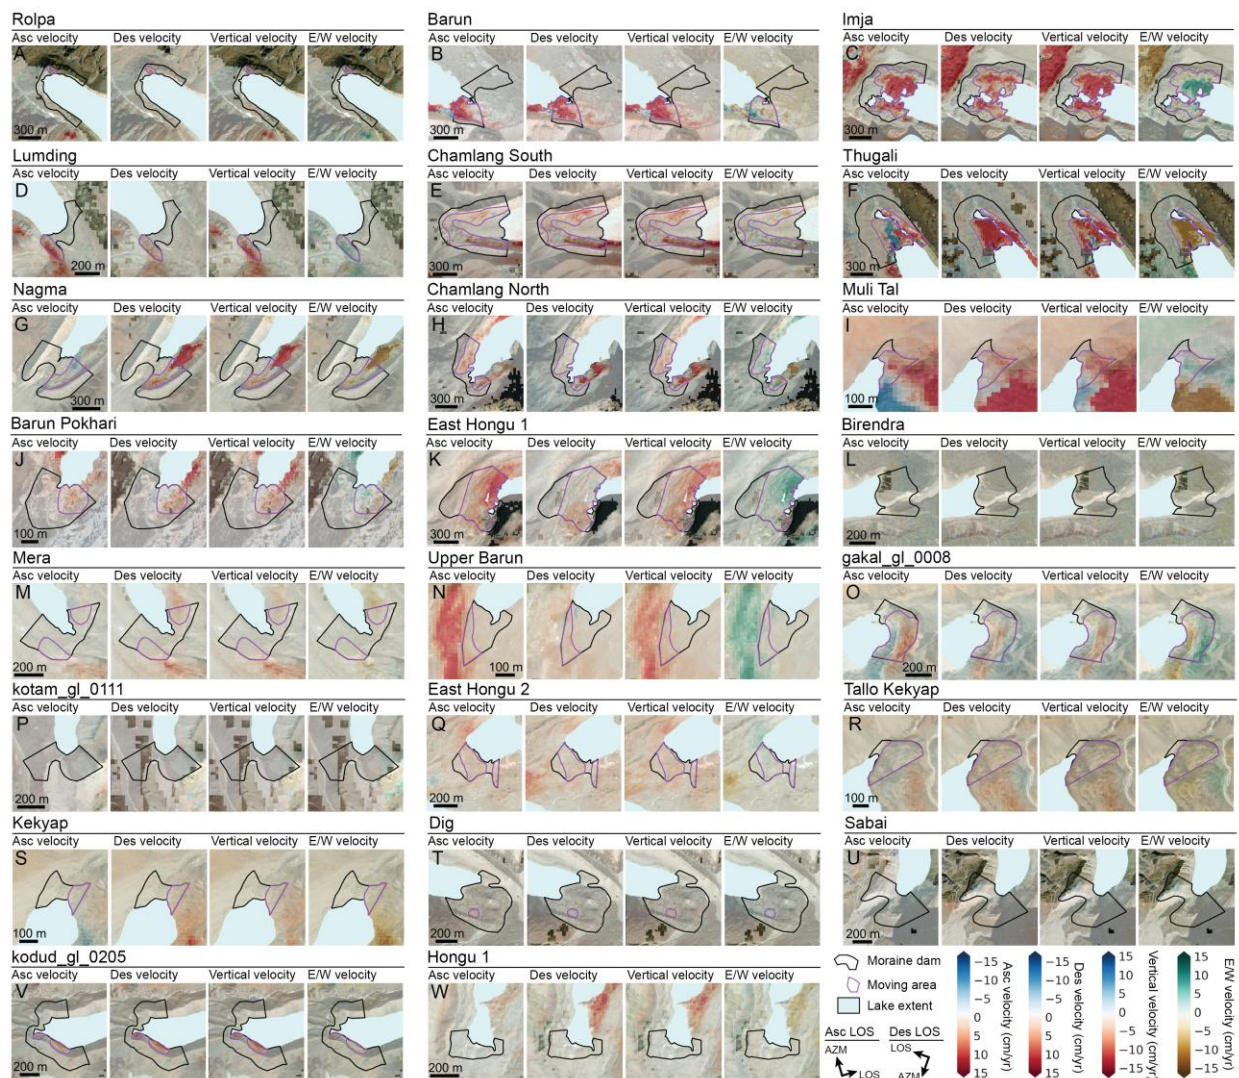 Rolpa
Asc velocity Des velocity Vertical velocity E/W velocity
A
300 m
Barun
Asc velocity Des velocity Vertical velocity E/W velocity
B
300 m
Imja
Asc velocity Des velocity Vertical velocity E/W velocity
C
300 m
Lumding
Asc velocity Des velocity Vertical velocity E/W velocity
D
200 m
Chamlang South
Asc velocity Des velocity Vertical velocity E/W velocity
E
300 m
Thugali
Asc velocity Des velocity Vertical velocity E/W velocity
F
300 m
Nagma
Asc velocity Des velocity Vertical velocity E/W velocity
G
300 m
Chamlang North
Asc velocity Des velocity Vertical velocity E/W velocity
H
300 m
Muli Tal
Asc velocity Des velocity Vertical velocity E/W velocity
I
100 m
Barun Pokhari
Asc velocity Des velocity Vertical velocity E/W velocity
J
100 m
East Hongu 1
Asc velocity Des velocity Vertical velocity E/W velocity
K
300 m
Birendra
Asc velocity Des velocity Vertical velocity E/W velocity
L
200 m
Mera
Asc velocity Des velocity Vertical velocity E/W velocity
M
200 m
Upper Barun
Asc velocity Des velocity Vertical velocity E/W velocity
N
100 m
gakal_gl_0008
Asc velocity Des velocity Vertical velocity E/W velocity
O
200 m
kotam_gl_0111
Asc velocity Des velocity Vertical velocity E/W velocity
P
200 m
East Hongu 2
Asc velocity Des velocity Vertical velocity E/W velocity
Q
200 m
Tallo Kekyap
Asc velocity Des velocity Vertical velocity E/W velocity
R
100 m
Kekyap
Asc velocity Des velocity Vertical velocity E/W velocity
S
100 m
Dig
Asc velocity Des velocity Vertical velocity E/W velocity
T
200 m
Sabai
Asc velocity Des velocity Vertical velocity E/W velocity
U
200 m
kodud_gl_0205
Asc velocity Des velocity Vertical velocity E/W velocity
V
200 m
Hongu 1
Asc velocity Des velocity Vertical velocity E/W velocity
W
200 m
Moraine dam
Moving area
Lake extent
Asc LOS
AZM
LOS
Des LOS
LOS
AZM
−15
−10
−5
0
5
10
15
Asc velocity (cm/yr)
−15
−10
−5
0
5
10
15
Des velocity (cm/yr)
15
10
5
0
−5
−10
−15
Vertical velocity (cm/yr)
15
10
5
0
−5
−10
−15
E/W velocity (cm/yr)